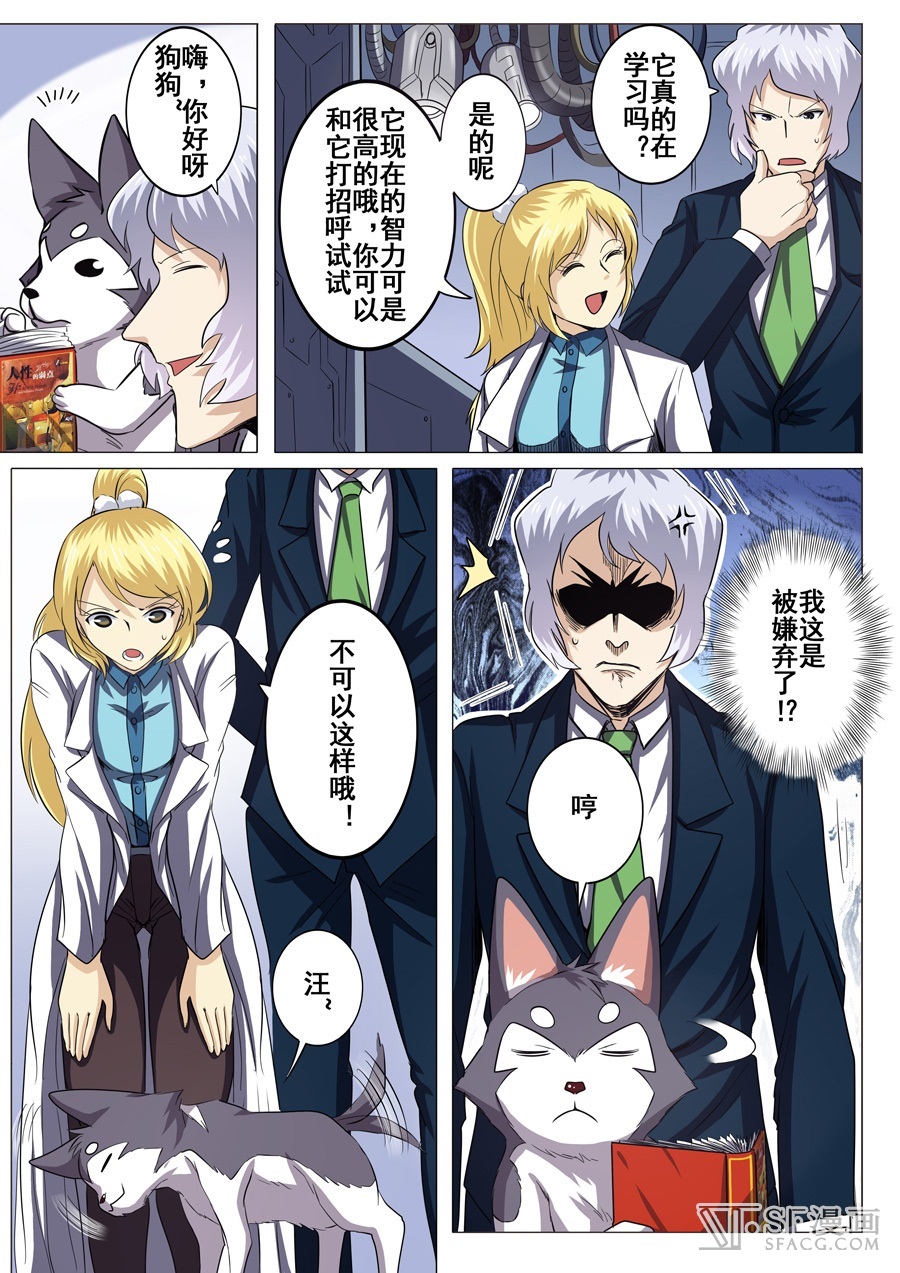 它真的在
学习吗？
是的呢
它现在的智力可是
很高的哦，你可以
和它打招呼试试
嗨，你好呀
狗狗~
人性
的弱点
我这是
被嫌弃了!?
哼
不可以这样哦！
汪~
SF漫画
SFACG.COM